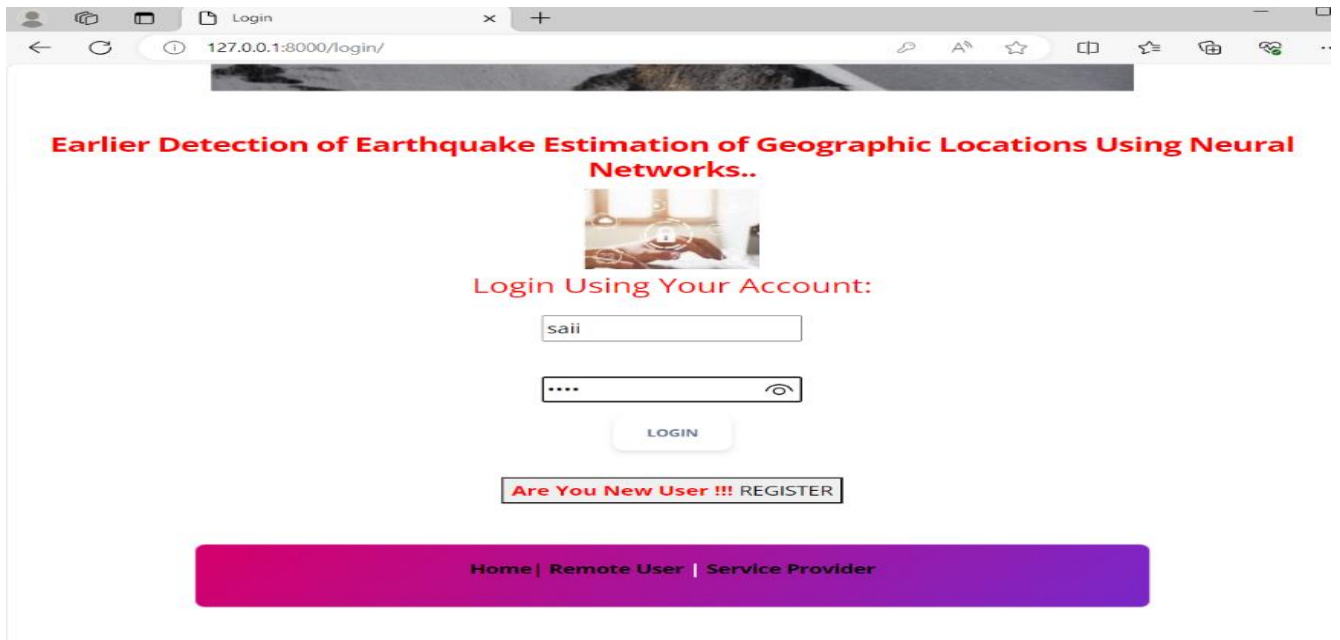 Login
127.0.0.1:8000/login/
Earlier Detection of Earthquake Estimation of Geographic Locations Using Neural
Networks..
Login Using Your Account:
saii
••••
LOGIN
Are You New User !!! REGISTER
Home| Remote User | Service Provider